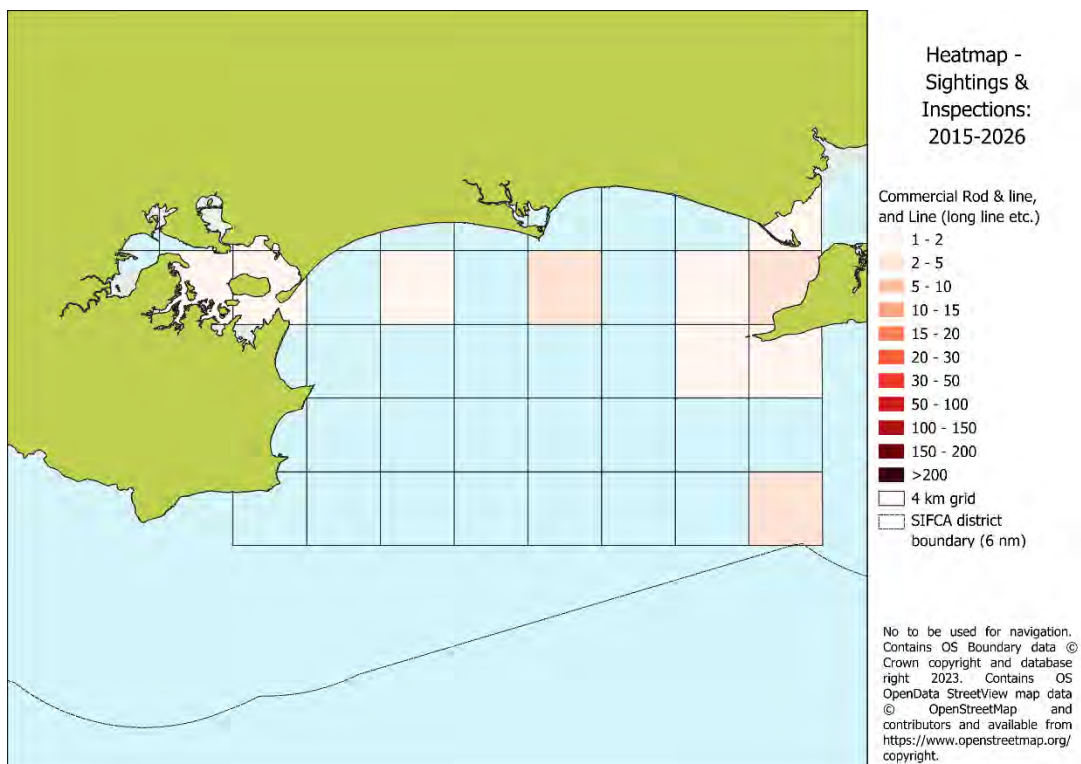 Heatmap -
Sightings &
Inspections:
2015-2026
Commercial Rod & line,
and Line (long line etc.)
1 - 2
2 - 5
5 - 10
10 - 15
15 - 20
20 - 30
30 - 50
50 - 100
100 - 150
150 - 200
>200
4 km grid
SIFCA district
boundary (6 nm)
No to be used for navigation.
Contains OS Boundary data ©
Crown copyright and database
right 2023. Contains OS
OpenData StreetView map data
© OpenStreetMap and
contributors and available from
https://www.openstreetmap.org/
copyright.